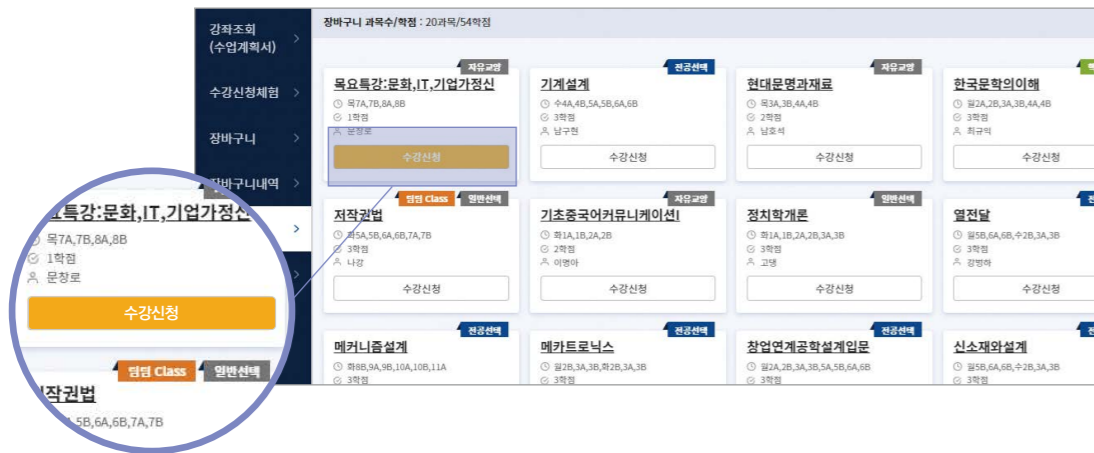 강좌조회
(수업계획서)
수강신청체험
장바구니
장바구니내역
장바구니 과목수/학점 : 20과목/54학점
자유교양
목요특강:문화,IT,기업가정신
목7A,7B,8A,8B
1학점
문창로
수강신청
전공선택
기계설계
수4A,4B,5A,5B,6A,6B
3학점
남구현
수강신청
자유교양
현대문명과재료
목3A,3B,4A,4B
2학점
남호석
수강신청
한국문학의이해
월2A,2B,3A,3B,4A,4B
3학점
최규익
수강신청
팀팀 Class
일반선택
저작권법
화5A,5B,6A,6B,7A,7B
3학점
나강
수강신청
자유교양
기초중국어커뮤니케이션I
화1A,1B,2A,2B
2학점
이명아
수강신청
일반선택
정치학개론
화1A,1B,2A,2B,3A,3B
3학점
고댕
수강신청
열전달
월5B,6A,6B,수2B,3A,3B
3학점
강병하
수강신청
전공선택
메커니즘설계
화8B,9A,9B,10A,10B,11A
3학점
전공선택
메카트로닉스
월2B,3A,3B,화2B,3A,3B
3학점
전공선택
창업연계공학설계입문
월2A,2B,3A,3B,5A,5B,6A,6B
3학점
신소재와설계
월5B,6A,6B,수2B,3A,3B
3학점
요특강:문화,IT,기업가정신
목7A,7B,8A,8B
1학점
문창로
수강신청
팀팀 Class
일반선택
저작권법
5B,6A,6B,7A,7B